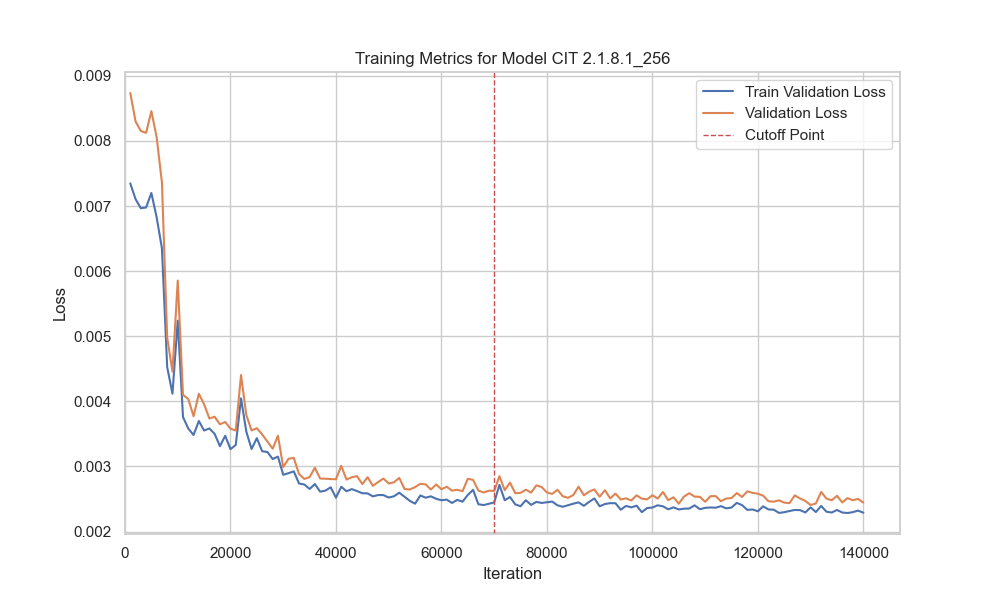 Training Metrics for Model CIT 2.1.8.1_256
0.009
0.008
0.007
0.006
0.005
0.004
0.003
0.002
Loss
Train Validation Loss
Validation Loss
Cutoff Point
0 20000 40000 60000 80000 100000 120000 140000
Iteration